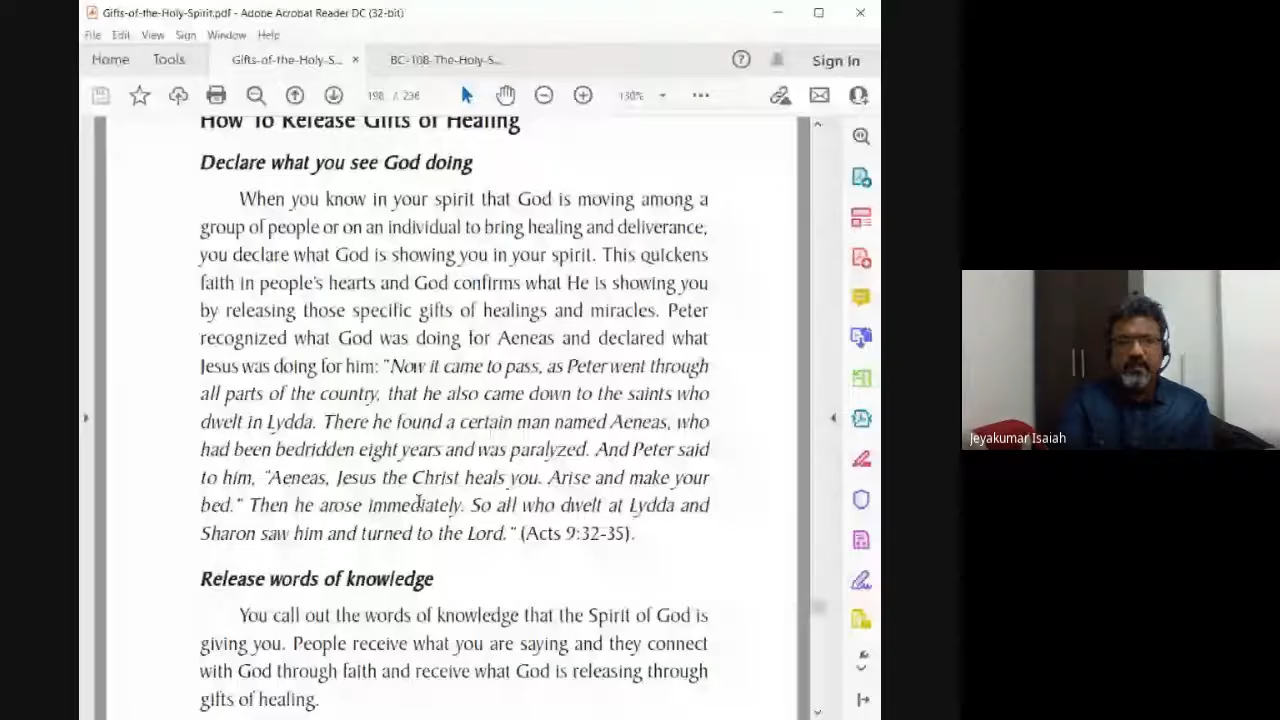 Gifts-of-the-Holy-Spirit.pdf - Adobe Acrobat Reader DC (32-bit)
File Edit View Sign Window Help
Home Tools Gifts-of-the-Holy-S... × BC-108-The-Holy-S... Sign In
198 / 236 130%
How To Release Gifts of Healing
Declare what you see God doing
When you know in your spirit that God is moving among a
group of people or on an individual to bring healing and deliverance,
you declare what God is showing you in your spirit. This quickens
faith in people's hearts and God confirms what He is showing you
by releasing those specific gifts of healings and miracles. Peter
recognized what God was doing for Aeneas and declared what
Jesus was doing for him: "Now it came to pass, as Peter went through
all parts of the country, that he also came down to the saints who
dwelt in Lydda. There he found a certain man named Aeneas, who
had been bedridden eight years and was paralyzed. And Peter said
to him, "Aeneas, Jesus the Christ heals you. Arise and make your
bed." Then he arose immediately. So all who dwelt at Lydda and
Sharon saw him and turned to the Lord." (Acts 9:32-35).
Release words of knowledge
You call out the words of knowledge that the Spirit of God is
giving you. People receive what you are saying and they connect
with God through faith and receive what God is releasing through
gifts of healing.
Jeyakumar Isaiah